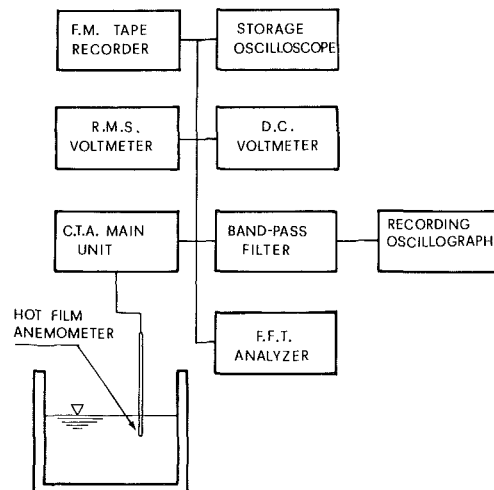 F.M. TAPE
RECORDER
STORAGE
OSCILLOSCOPE
R.M.S.
VOLTMETER
D.C.
VOLTMETER
C.T.A. MAIN
UNIT
BAND-PASS
FILTER
RECORDING
OSCILLOGRAPH
HOT FILM
ANEMOMETER
F.F.T.
ANALYZER